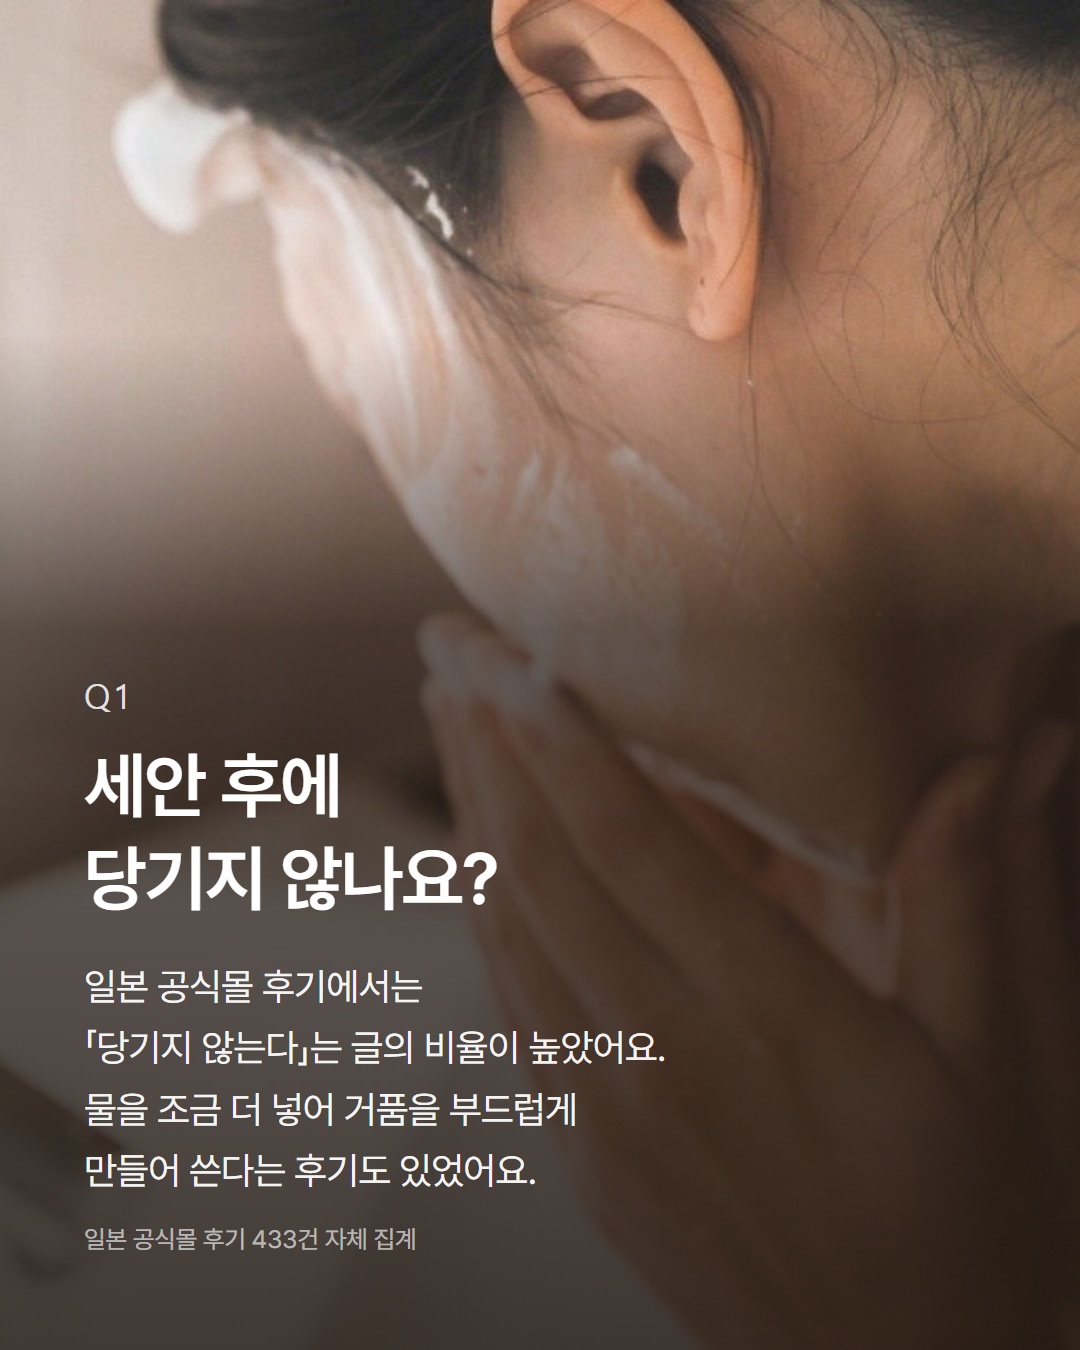 Q1
세안 후에
당기지 않나요?
일본 공식몰 후기에서는
「당기지 않는다」는 글의 비율이 높았어요.
물을 조금 더 넣어 거품을 부드럽게
만들어 쓴다는 후기도 있었어요.
일본 공식몰 후기 433건 자체 집계